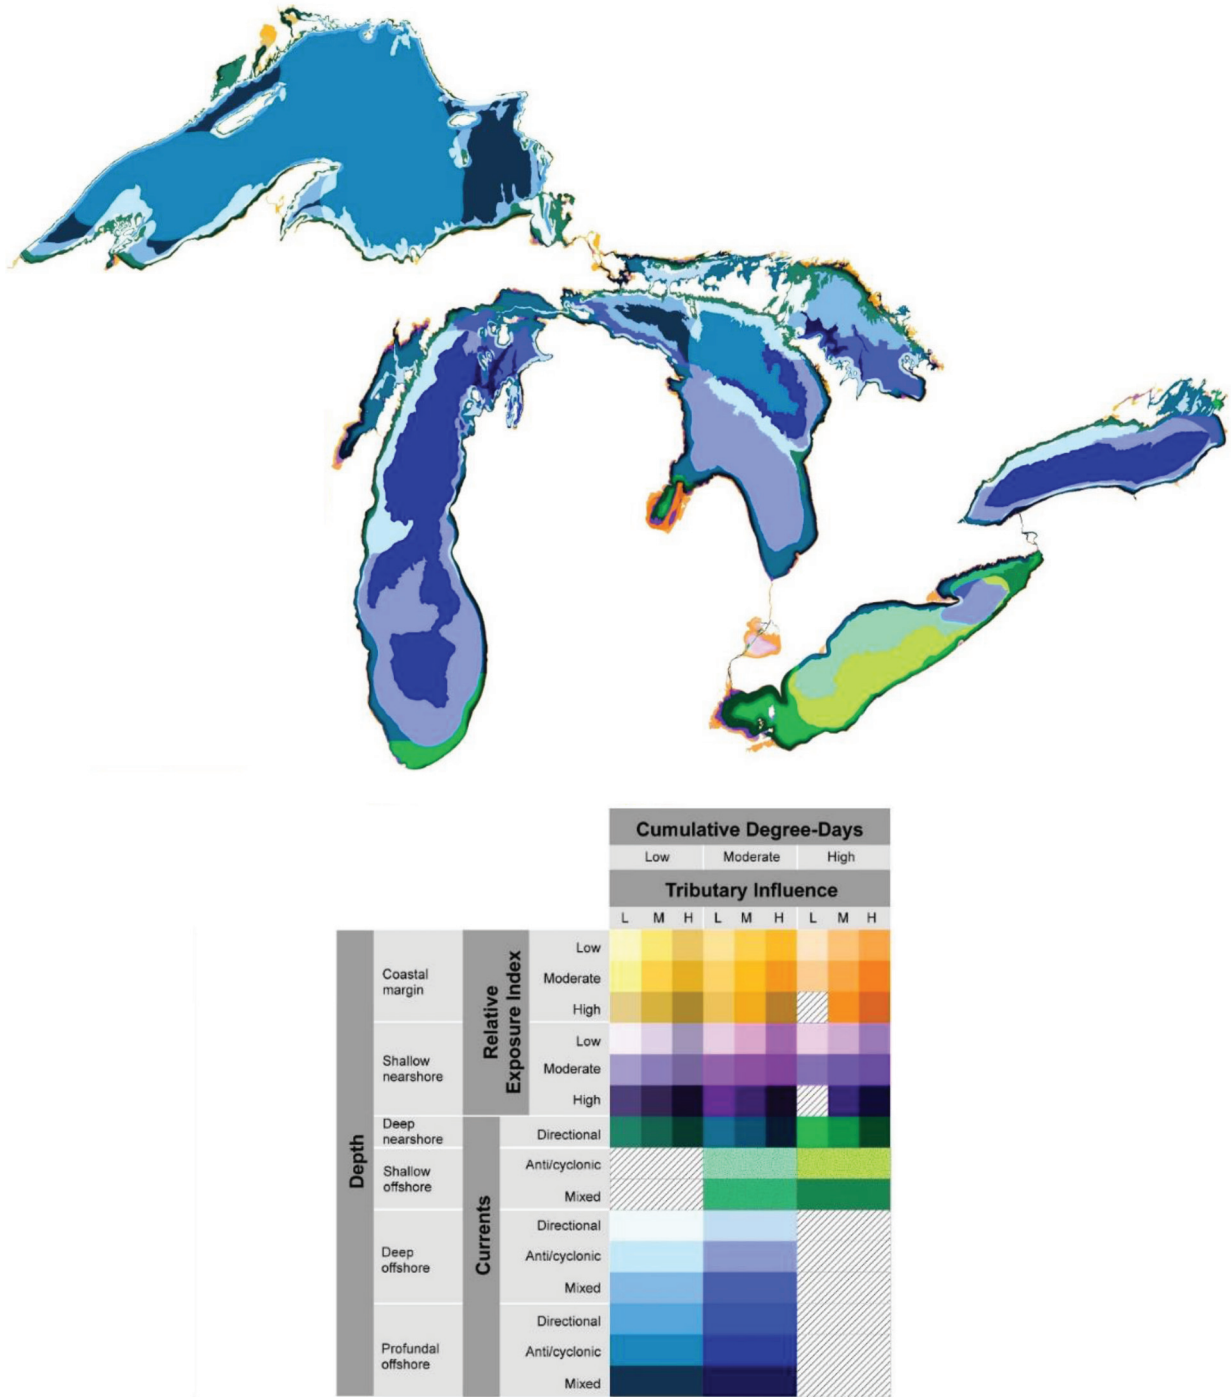 Cumulative Degree-Days
Low Moderate High
Tributary Influence
L M H L M H L M H
Depth
Coastal
margin
Relative
Exposure Index
Low
Moderate
High
Shallow
nearshore
Low
Moderate
High
Deep
nearshore
Currents
Directional
Shallow
offshore
Anti/cyclonic
Mixed
Deep
offshore
Directional
Anti/cyclonic
Mixed
Profundal
offshore
Directional
Anti/cyclonic
Mixed